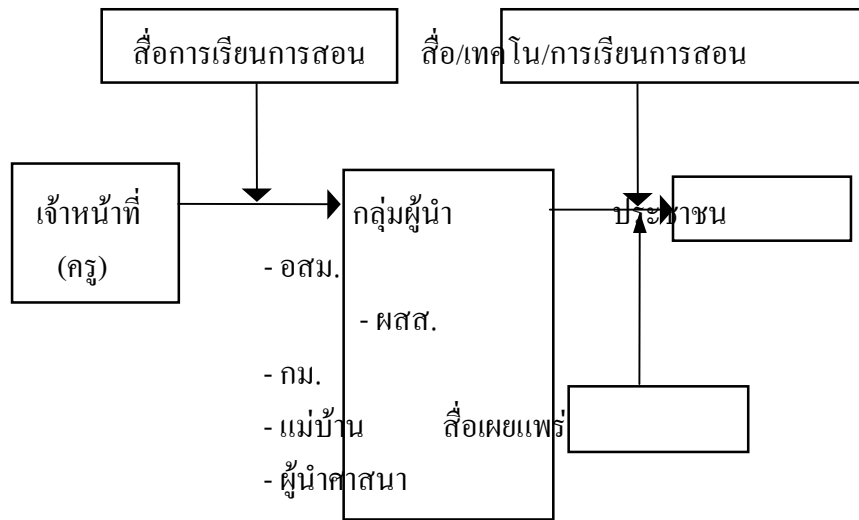 สื่อการเรียนการสอน สื่อ/เทคโน/การเรียนการสอน
เจ้าหน้าที่ กลุ่มผู้นำ ประชาชน
(ครู) - อสม.
- ผสส.
- กม.
- แม่บ้าน สื่อเผยแพร่
- ผู้นำศาสนา